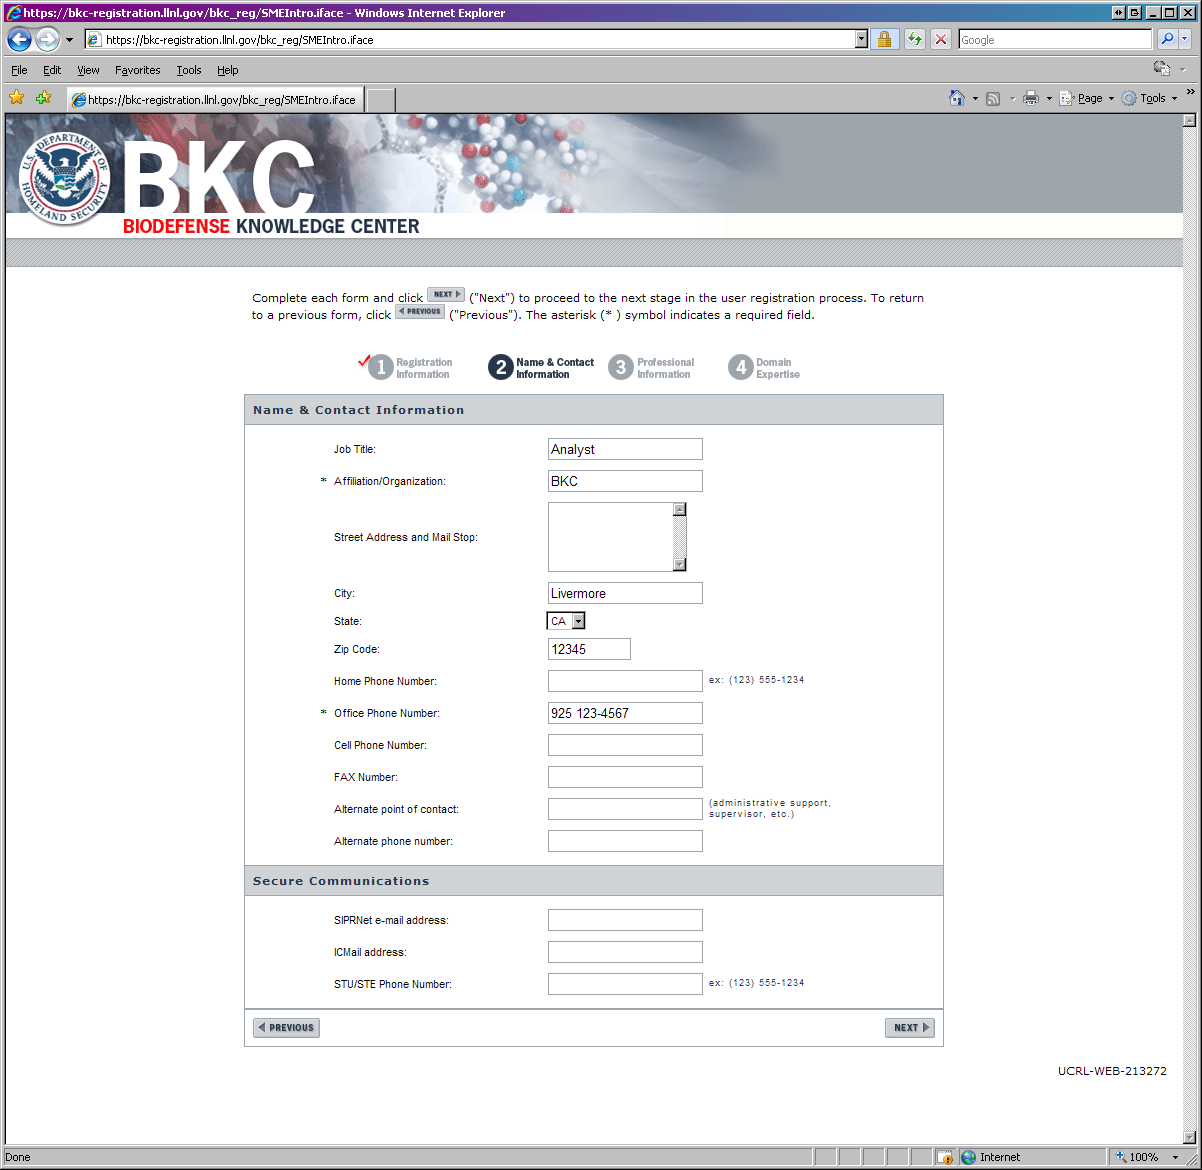 https://bkc-registration.llnl.gov/bkc_reg/SMEIntro.iface - Windows Internet Explorer
https://bkc-registration.llnl.gov/bkc_reg/SMEIntro.iface
Google
File Edit View Favorites Tools Help
https://bkc-registration.llnl.gov/bkc_reg/SMEIntro.iface
Page Tools »
U.S. DEPARTMENT OF HOMELAND SECURITY
BKC
BIODEFENSE KNOWLEDGE CENTER
Complete each form and click NEXT ("Next") to proceed to the next stage in the user registration process. To return
to a previous form, click PREVIOUS ("Previous"). The asterisk (* ) symbol indicates a required field.
1 Registration Information
2 Name & Contact Information
3 Professional Information
4 Domain Expertise
Name & Contact Information
Job Title: Analyst
* Affiliation/Organization: BKC
Street Address and Mail Stop:
City: Livermore
State: CA
Zip Code: 12345
Home Phone Number: ex: (123) 555-1234
* Office Phone Number: 925 123-4567
Cell Phone Number:
FAX Number:
Alternate point of contact: (administrative support,
supervisor, etc.)
Alternate phone number:
Secure Communications
SIPRNet e-mail address:
ICMail address:
STU/STE Phone Number: ex: (123) 555-1234
PREVIOUS NEXT
UCRL-WEB-213272
Done Internet 100%